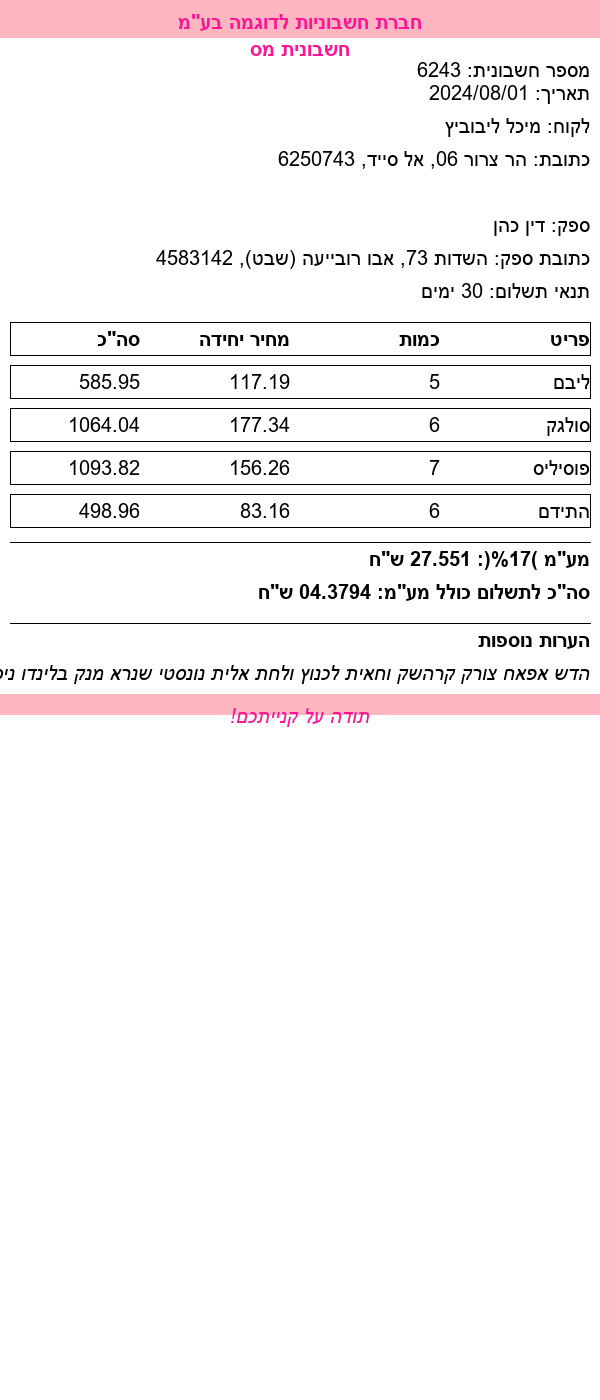 חברת חשבוניות לדוגמה בע"מ
חשבונית מס
מספר חשבונית: 6243
תאריך: 2024/08/01
לקוח: מיכל ליבוביץ
כתובת: הר צרור 06, אל סייד, 6250743
ספק: דין כהן
כתובת ספק: השדות 73, אבו רובייעה (שבט), 4583142
תנאי תשלום: 30 ימים
פריט כמות מחיר יחידה סה"כ
ליבם 5 117.19 585.95
סולגק 6 177.34 1064.04
פוסיליס 7 156.26 1093.82
התידם 6 83.16 498.96
מע"מ )17%(: 27.551 ש"ח
סה"כ לתשלום כולל מע"מ: 04.3794 ש"ח
הערות נוספות
הדש אפאח צורק קרהשק וחאית לכנוץ ולחת אלית נונסטי שנרא מנק בלינדו
תודה על קנייתכם!